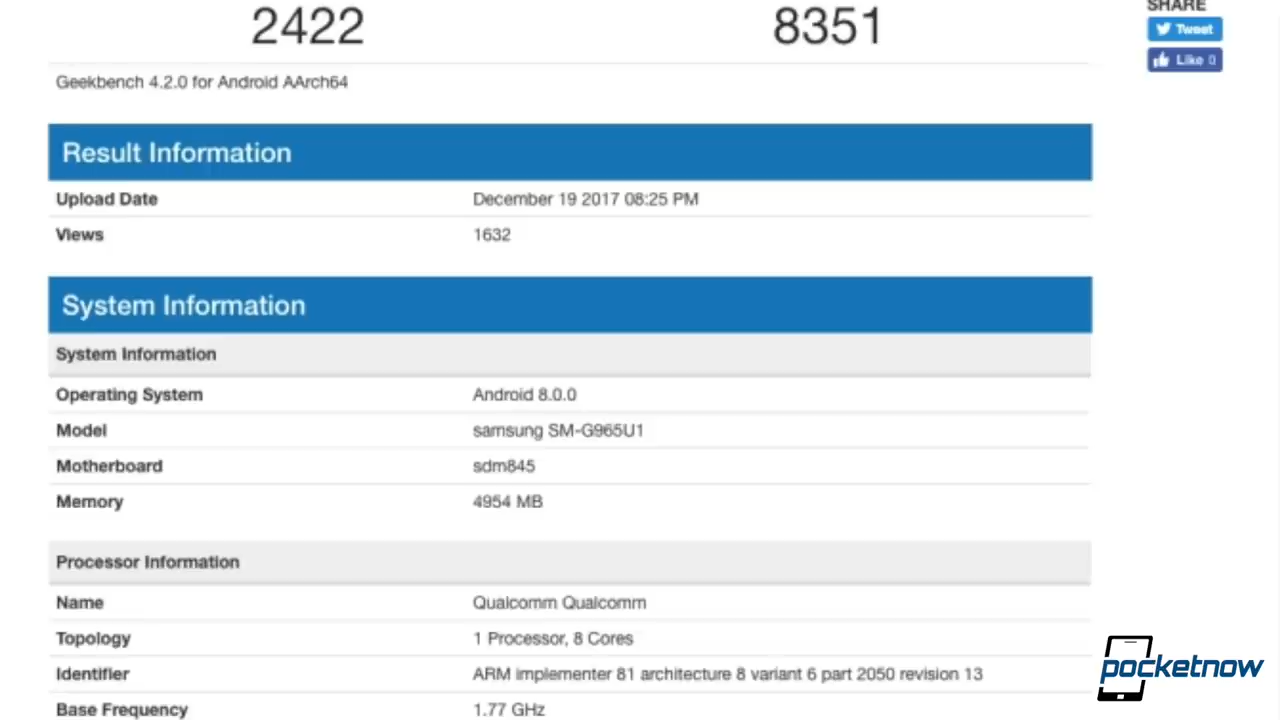 SHARE
2422 8351
Tweet
Like 0
Geekbench 4.2.0 for Android AArch64
Result Information
Upload Date December 19 2017 08:25 PM
Views 1632
System Information
System Information
Operating System Android 8.0.0
Model samsung SM-G965U1
Motherboard sdm845
Memory 4954 MB
Processor Information
Name Qualcomm Qualcomm
Topology 1 Processor, 8 Cores
Identifier ARM implementer 81 architecture 8 variant 6 part 2050 revision 13
Base Frequency 1.77 GHz
pocketnow